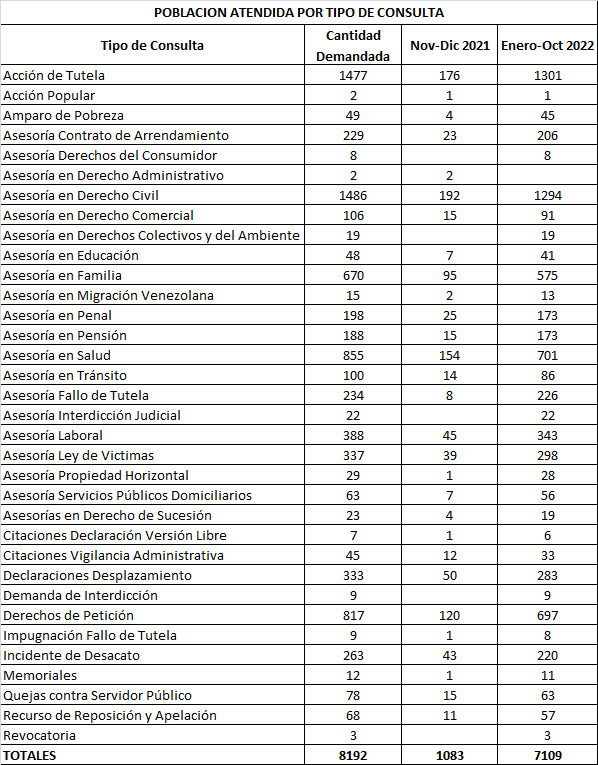 POBLACION ATENDIDA POR TIPO DE CONSULTA
Tipo de Consulta Cantidad Demandada Nov-Dic 2021 Enero-Oct 2022
Acción de Tutela 1477 176 1301
Acción Popular 2 1 1
Amparo de Pobreza 49 4 45
Asesoría Contrato de Arrendamiento 229 23 206
Asesoría Derechos del Consumidor 8 8
Asesoría en Derecho Administrativo 2 2
Asesoría en Derecho Civil 1486 192 1294
Asesoría en Derecho Comercial 106 15 91
Asesoría en Derechos Colectivos y del Ambiente 19 19
Asesoría en Educación 48 7 41
Asesoría en Familia 670 95 575
Asesoría en Migración Venezolana 15 2 13
Asesoría en Penal 198 25 173
Asesoría en Pensión 188 15 173
Asesoría en Salud 855 154 701
Asesoría en Tránsito 100 14 86
Asesoría Fallo de Tutela 234 8 226
Asesoría Interdicción Judicial 22 22
Asesoría Laboral 388 45 343
Asesoría Ley de Victimas 337 39 298
Asesoría Propiedad Horizontal 29 1 28
Asesoría Servicios Públicos Domiciliarios 63 7 56
Asesorías en Derecho de Sucesión 23 4 19
Citaciones Declaración Versión Libre 7 1 6
Citaciones Vigilancia Administrativa 45 12 33
Declaraciones Desplazamiento 333 50 283
Demanda de Interdicción 9 9
Derechos de Petición 817 120 697
Impugnación Fallo de Tutela 9 1 8
Incidente de Desacato 263 43 220
Memoriales 12 1 11
Quejas contra Servidor Público 78 15 63
Recurso de Reposición y Apelación 68 11 57
Revocatoria 3 3
TOTALES 8192 1083 7109